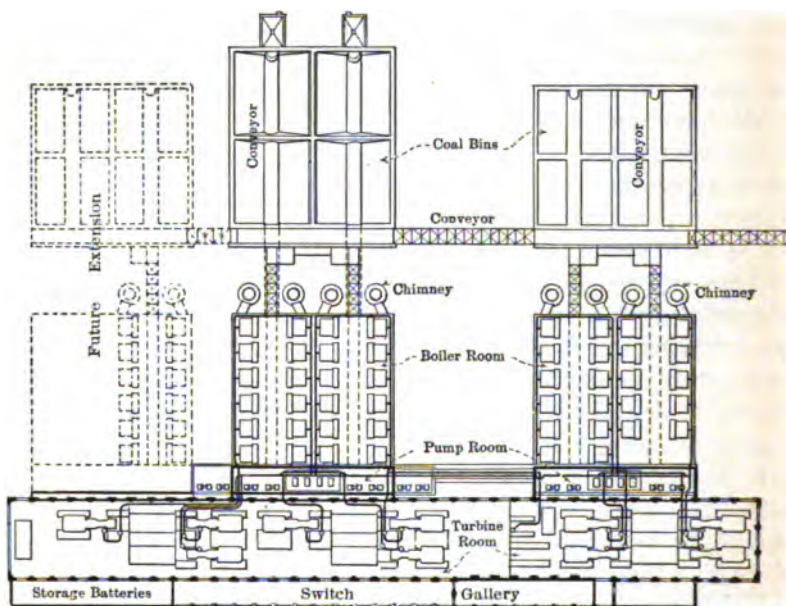 Conveyor
Coal Bins
Conveyor
Conveyor
Future Extension
Chimney
Chimney
Boiler Room
Pump Room
Turbine
Room
Storage Batteries
Switch
Gallery